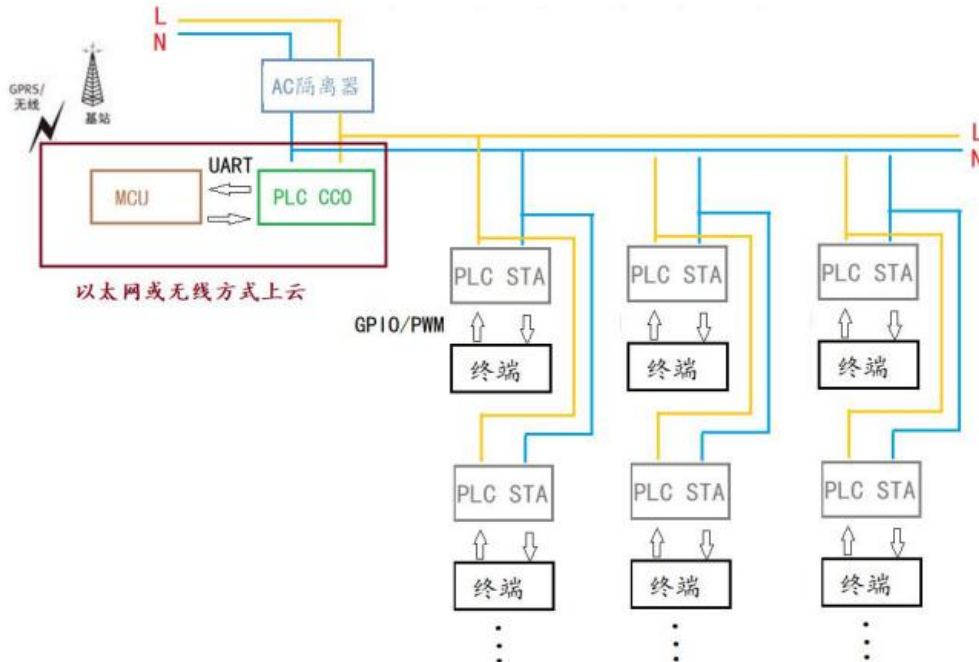 L
N
AC隔离器
GPRS/
无线
基站
L
N
UART
MCU
PLC CCO
以太网或无线方式上云
PLC STA
PLC STA
PLC STA
GPIO/PWM
终端
终端
终端
PLC STA
PLC STA
PLC STA
终端
终端
终端